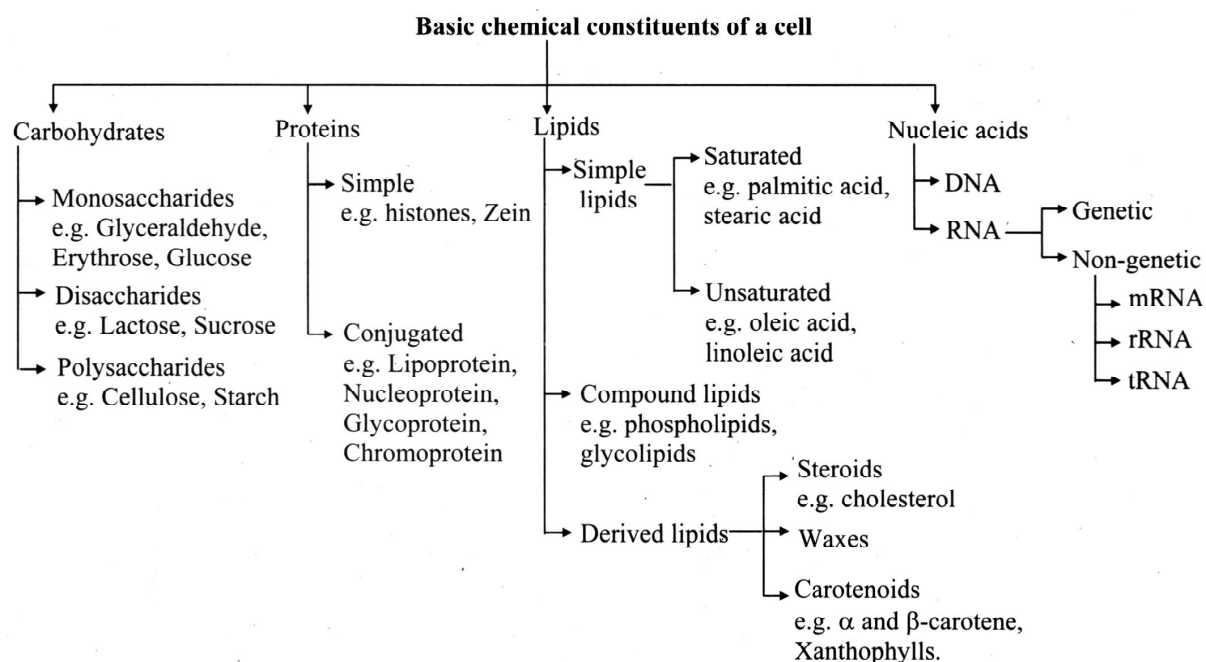 Basic chemical constituents of a cell
Carbohydrates
Monosaccharides
e.g. Glyceraldehyde,
Erythrose, Glucose
Disaccharides
e.g. Lactose, Sucrose
Polysaccharides
e.g. Cellulose, Starch
Proteins
Simple
e.g. histones, Zein
Conjugated
e.g. Lipoprotein,
Nucleoprotein,
Glycoprotein,
Chromoprotein
Lipids
Simple
lipids
Saturated
e.g. palmitic acid,
stearic acid
Unsaturated
e.g. oleic acid,
linoleic acid
Compound lipids
e.g. phospholipids,
glycolipids
Derived lipids
Steroids
e.g. cholesterol
Waxes
Carotenoids
e.g. α and β-carotene,
Xanthophylls.
Nucleic acids
DNA
RNA
Genetic
Non-genetic
mRNA
rRNA
tRNA